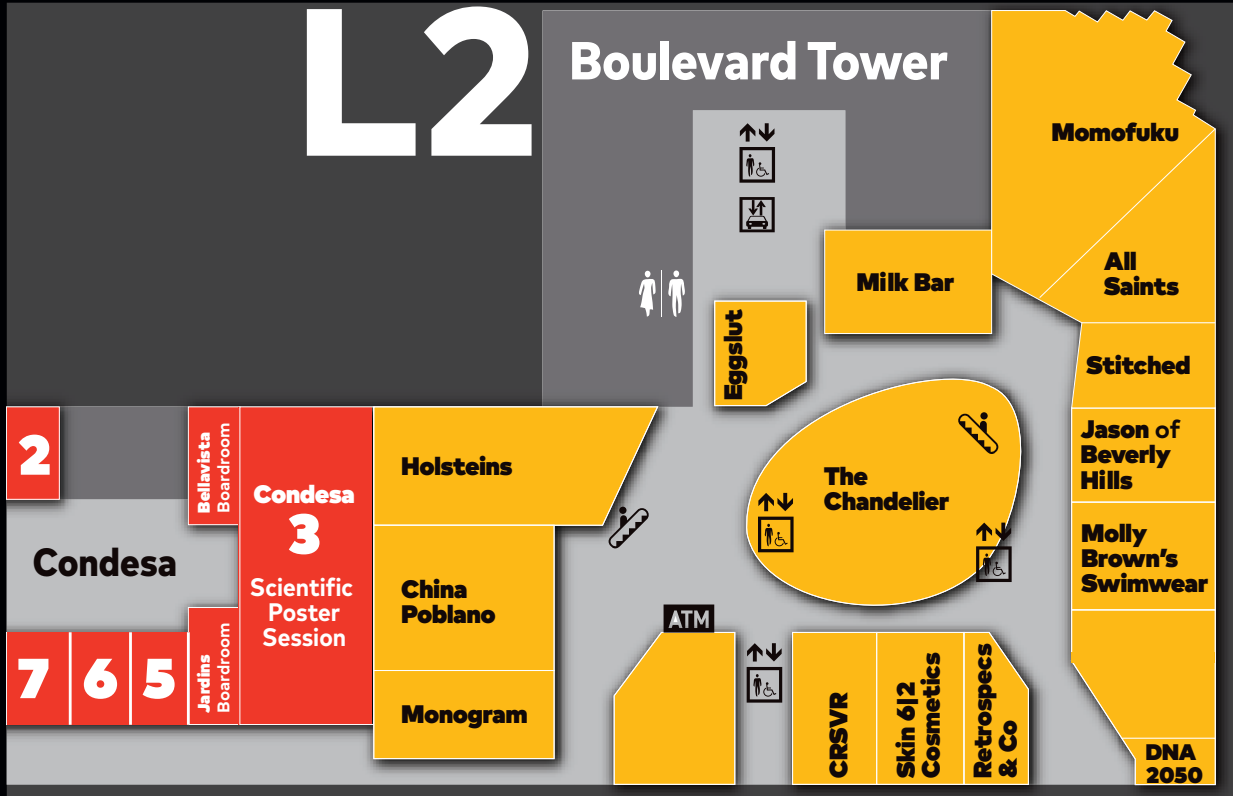 L2
Boulevard Tower
Momofuku
All
Saints
Milk Bar
Eggslut
Stitched
Jason of
Beverly
Hills
Molly
Brown's
Swimwear
DNA
2050
The
Chandelier
Holsteins
China
Poblano
Monogram
2
Bellavista
Boardroom
Condesa
3
Scientific
Poster
Session
Condesa
7
6
5
Jardins
Boardroom
ATM
CRSVR
Skin 6|2
Cosmetics
Retrospecs
& Co